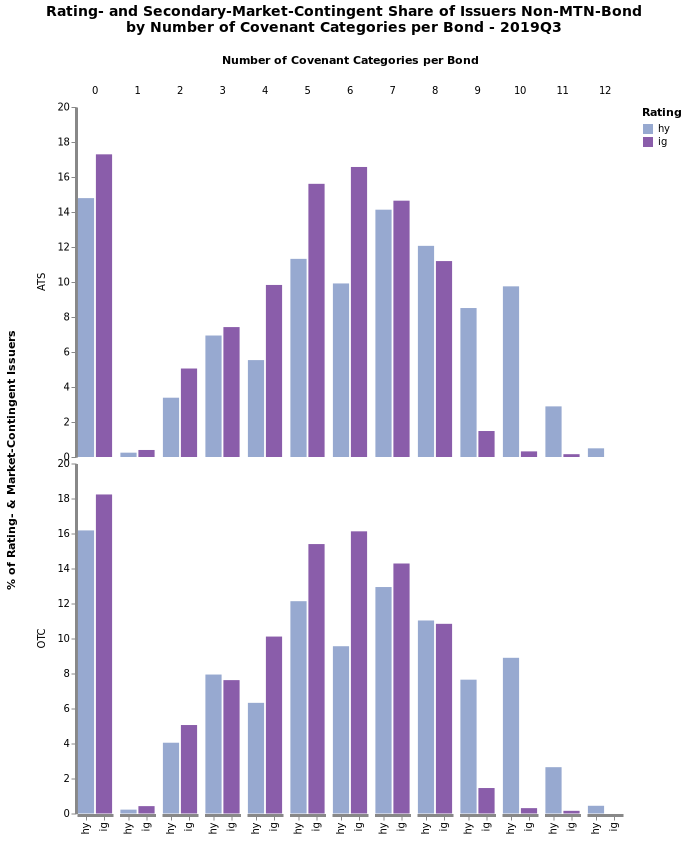 Rating- and Secondary-Market-Contingent Share of Issuers Non-MTN-Bond
by Number of Covenant Categories per Bond - 2019Q3
Number of Covenant Categories per Bond
0 1 2 3 4 5 6 7 8 9 10 11 12
Rating
hy
ig
% of Rating- & Market-Contingent Issuers
ATS
20
18
16
14
12
10
8
6
4
2
0
OTC
20
18
16
14
12
10
8
6
4
2
0
hy ig hy ig hy ig hy ig hy ig hy ig hy ig hy ig hy ig hy ig hy ig hy ig hy ig